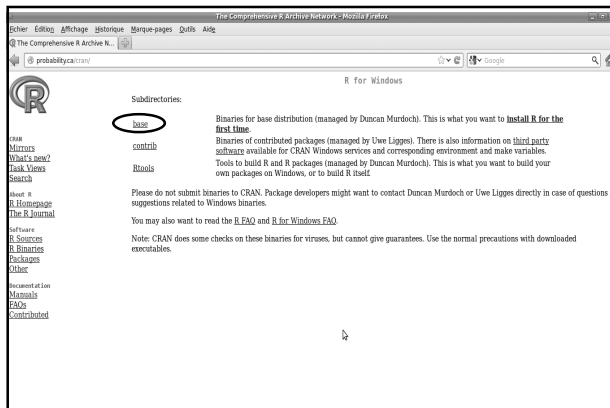 The Comprehensive R Archive Network - Mozilla Firefox
Fichier Édition Affichage Historique Marque-pages Outils Aide
The Comprehensive R Archive N...
probability.ca/cran/
Google
R for Windows
R
Subdirectories:
base
Binaries for base distribution (managed by Duncan Murdoch). This is what you want to install R for the
first time.
contrib
Binaries of contributed packages (managed by Uwe Ligges). There is also information on third party
software available for CRAN Windows services and corresponding environment and make variables.
Rtools
Tools to build R and R packages (managed by Duncan Murdoch). This is what you want to build your
own packages on Windows, or to build R itself.
Please do not submit binaries to CRAN. Package developers might want to contact Duncan Murdoch or Uwe Ligges directly in case of questions
suggestions related to Windows binaries.
You may also want to read the R FAQ and R for Windows FAQ.
Note: CRAN does some checks on these binaries for viruses, but cannot give guarantees. Use the normal precautions with downloaded
executables.
CRAN
Mirrors
What's new?
Task Views
Search
About R
R Homepage
The R Journal
Software
R Sources
R Binaries
Packages
Other
Documentation
Manuals
FAQs
Contributed